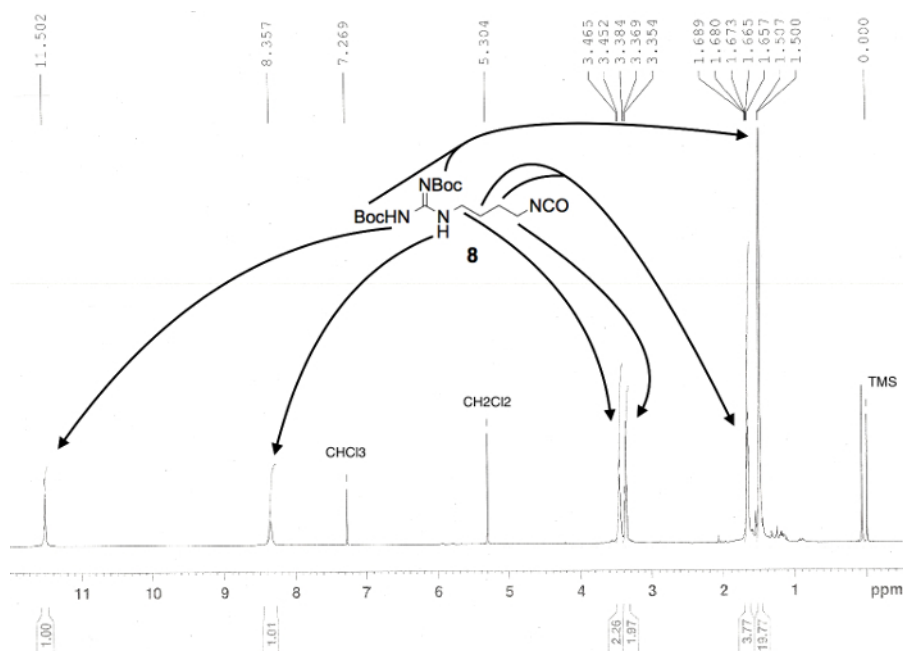 11.502
8.357
7.269
5.304
3.465
3.452
3.384
3.369
3.354
1.689
1.680
1.673
1.665
1.657
1.507
1.500
0.000
NBoc
BocHN
N
H
NCO
8
TMS
CH2Cl2
CHCl3
11 10 9 8 7 6 5 4 3 2 1 ppm
1.00 1.01 2.26 1.97 3.77 19.77